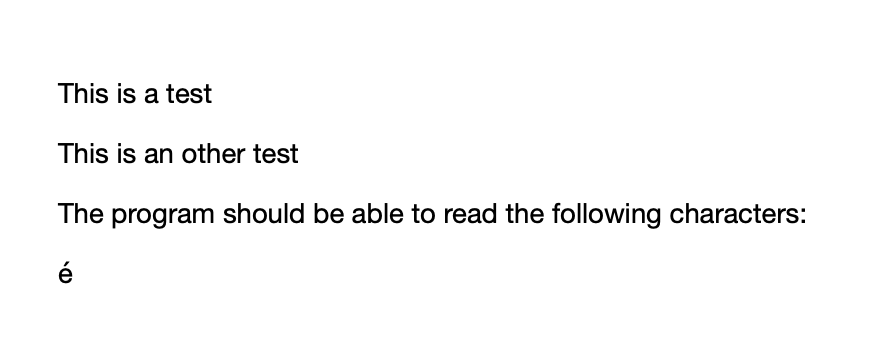 This is a test
This is an other test
The program should be able to read the following characters:
é